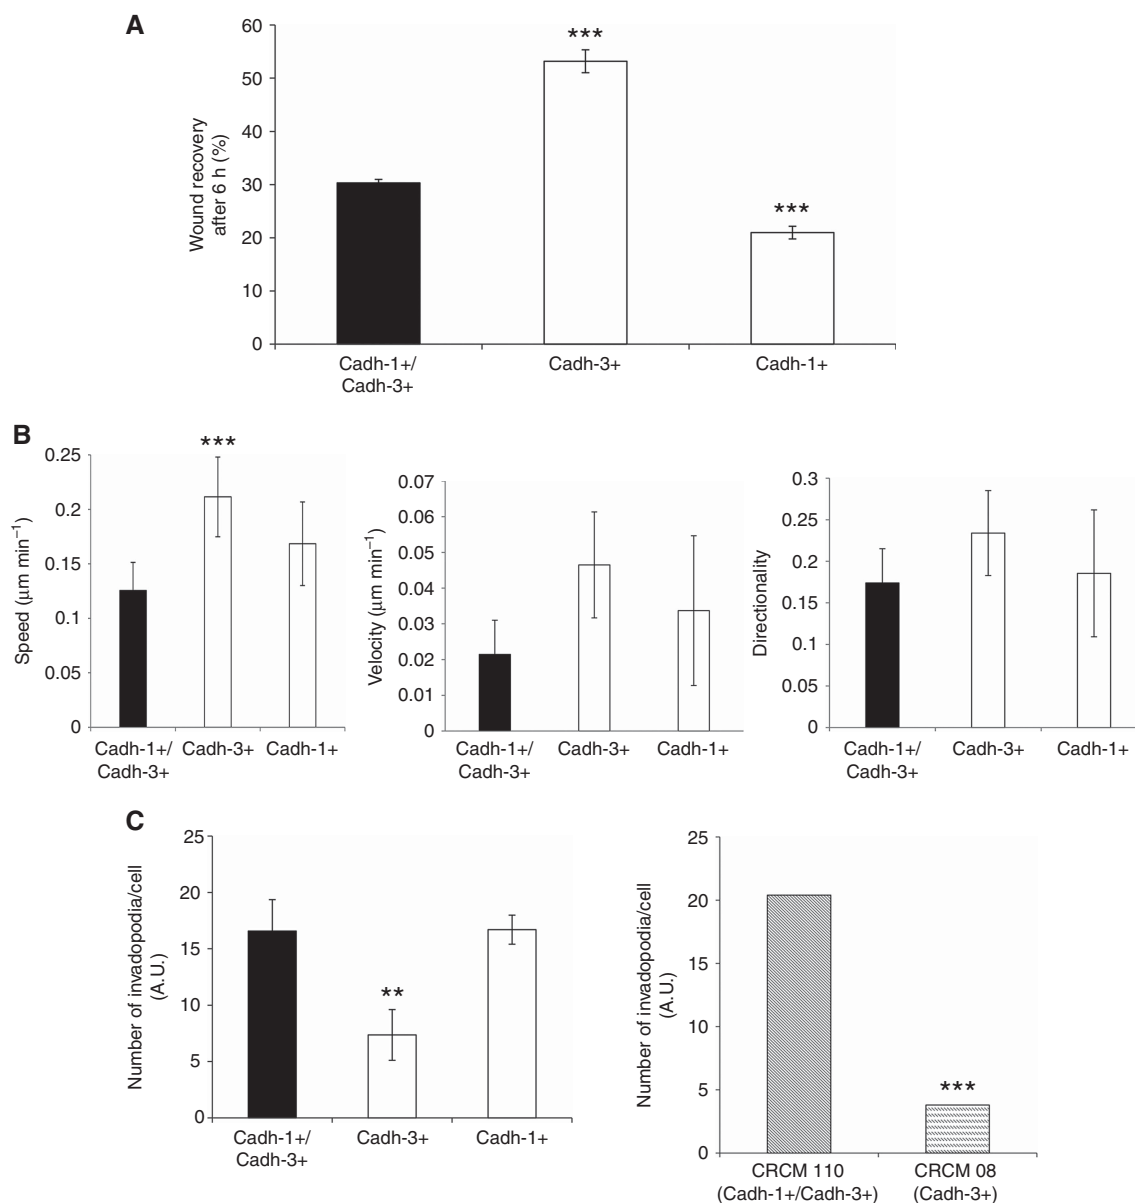 A
Wound recovery
after 6 h (%)
60
50
40
30
20
10
0
***
***
Cadh-1+/
Cadh-3+
Cadh-3+
Cadh-1+
B
Speed (µm min⁻¹)
0.25
0.2
0.15
0.1
0.05
0
***
Cadh-1+/
Cadh-3+
Cadh-3+
Cadh-1+
Velocity (µm min⁻¹)
0.07
0.06
0.05
0.04
0.03
0.02
0.01
0
Cadh-1+/
Cadh-3+
Cadh-3+
Cadh-1+
Directionality
0.3
0.25
0.2
0.15
0.1
0.05
0
Cadh-1+/
Cadh-3+
Cadh-3+
Cadh-1+
C
Number of invadopodia/cell
(A.U.)
25
20
15
10
5
0
**
Cadh-1+/
Cadh-3+
Cadh-3+
Cadh-1+
Number of invadopodia/cell
(A.U.)
25
20
15
10
5
0
***
CRCM 110
(Cadh-1+/Cadh-3+)
CRCM 08
(Cadh-3+)